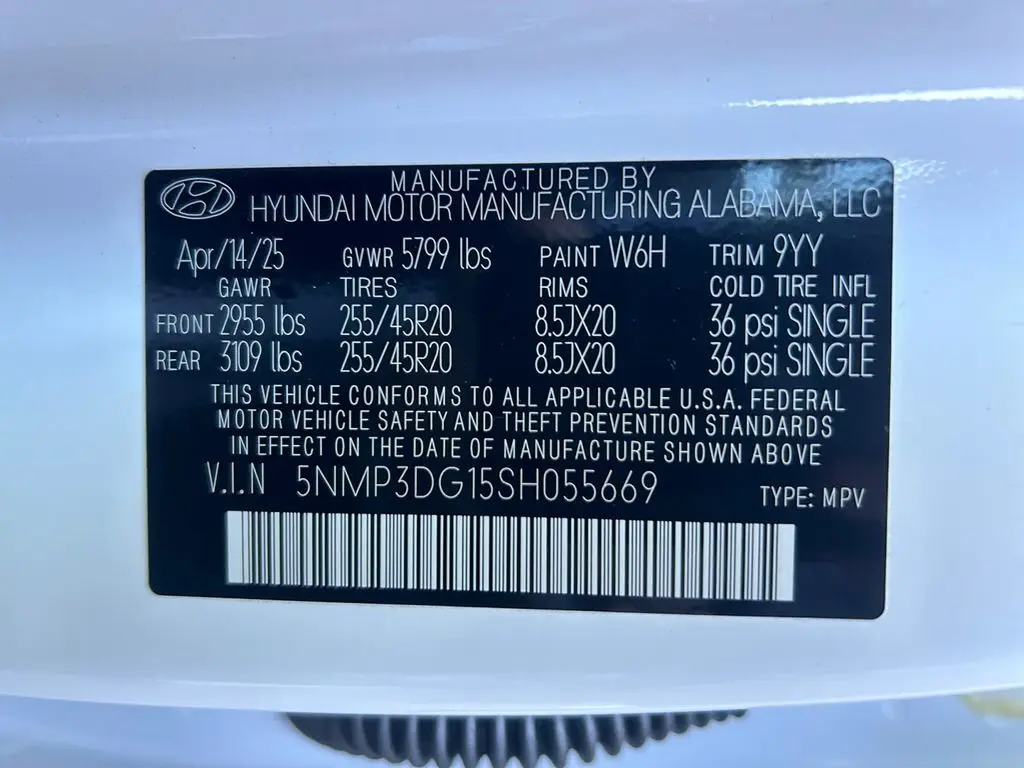 MANUFACTURED BY
HYUNDAI MOTOR MANUFACTURING ALABAMA, LLC
Apr/14/25 GVWR 5799 lbs PAINT W6H TRIM 9YY
GAWR TIRES RIMS COLD TIRE INFL
FRONT 2955 lbs 255/45R20 8.5JX20 36 psi SINGLE
REAR 3109 lbs 255/45R20 8.5JX20 36 psi SINGLE
THIS VEHICLE CONFORMS TO ALL APPLICABLE U.S.A. FEDERAL
MOTOR VEHICLE SAFETY AND THEFT PREVENTION STANDARDS
IN EFFECT ON THE DATE OF MANUFACTURE SHOWN ABOVE
V.I.N 5NMP3DG15SH055669 TYPE: MPV